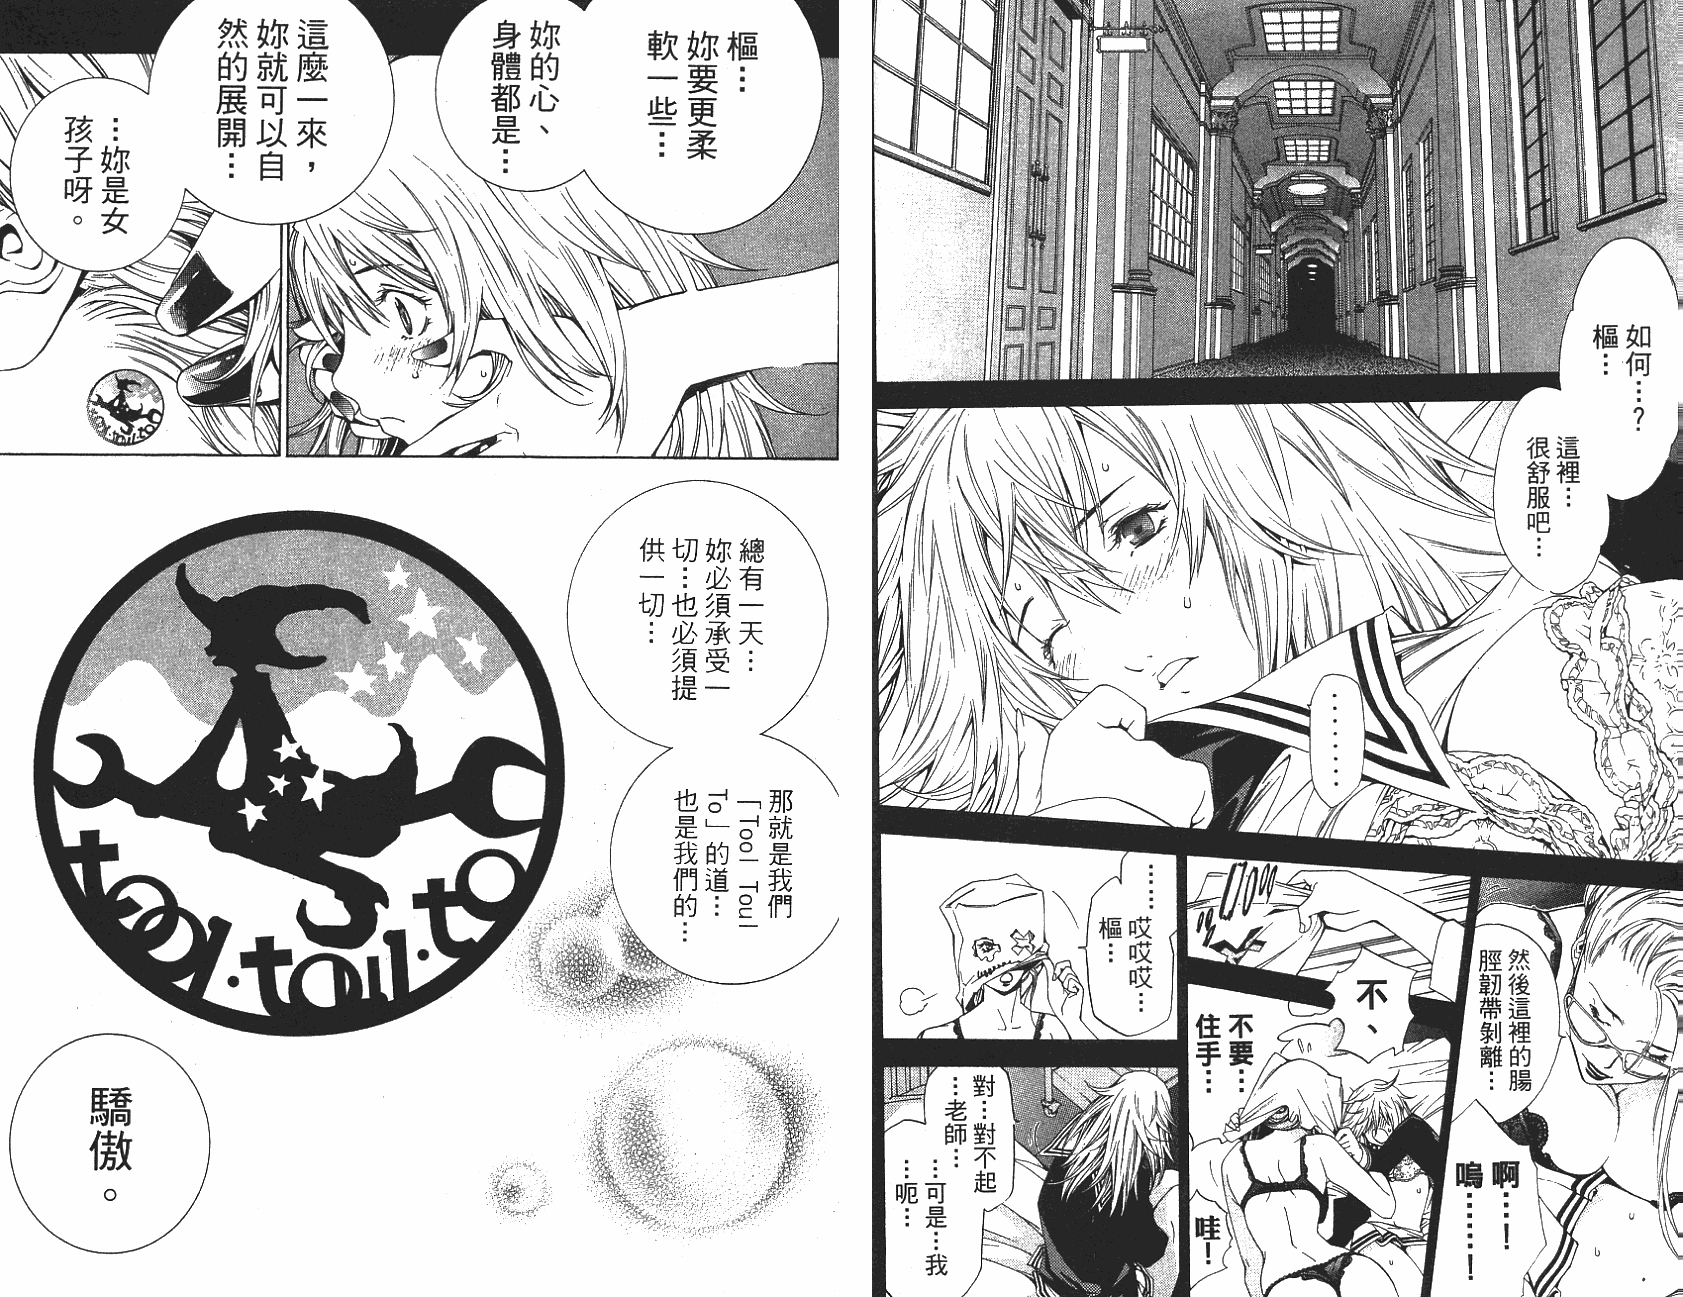 如何…？
樞…
這裡…
很舒服吧…
………
然後這裡的腸
脛韌帶剝離…
啊……！
嗚………！
不、
不要…
住手…
哇！
……
哎哎哎…
樞…
對…對不起
…老師…
…可是…我
…呃…
樞…
妳要更柔
軟一些…
妳的心、
身體都是…
這麼一來，
妳就可以自
然的展開…
…妳是女
孩子呀。
tool·toul·to
總有一天…
妳必須承受一
切…也必須提
供一切…
那就是我們
「Tool Toul
To」的道…
也是我們的…
tool·toul·to
驕傲。